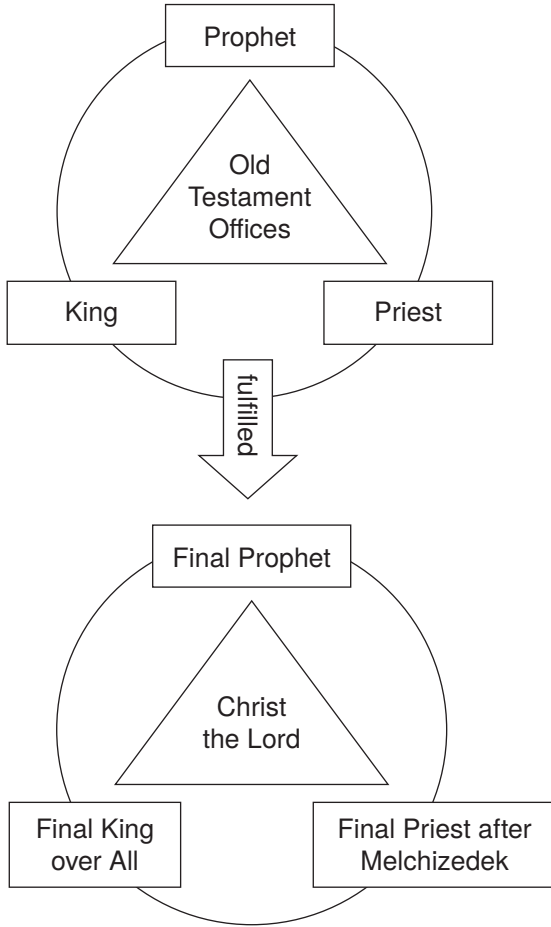 Prophet
Old
Testament
Offices
King
Priest
fulfilled
Final Prophet
Christ
the Lord
Final King
over All
Final Priest after
Melchizedek